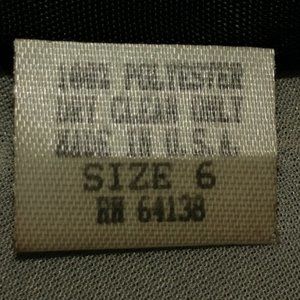 100% POLYESTER
DRY CLEAN ONLY
MADE IN U.S.A.
SIZE 6
RN 64138